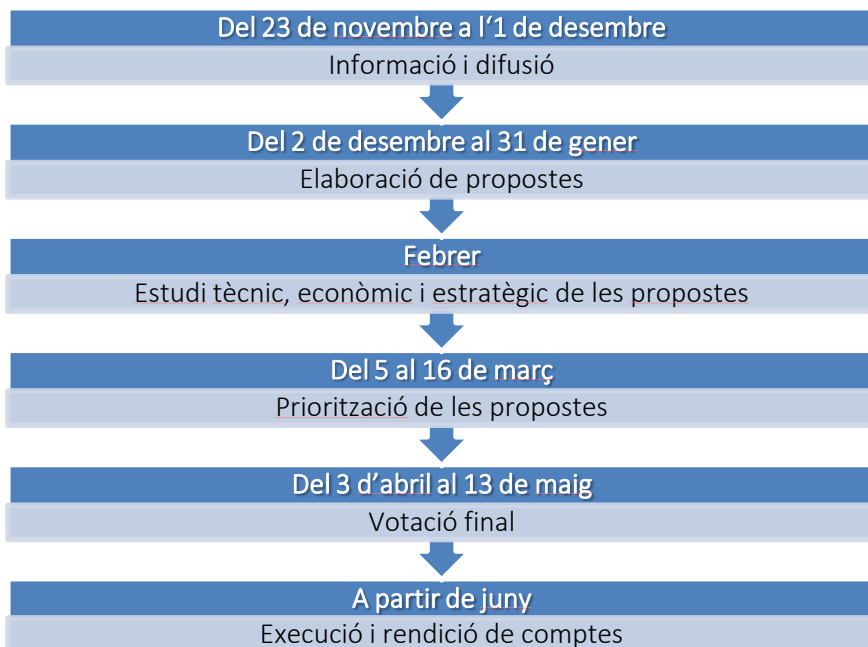 Del 23 de novembre a l‘1 de desembre
Informació i difusió
Del 2 de desembre al 31 de gener
Elaboració de propostes
Febrer
Estudi tècnic, econòmic i estratègic de les propostes
Del 5 al 16 de març
Priorització de les propostes
Del 3 d’abril al 13 de maig
Votació final
A partir de juny
Execució i rendició de comptes